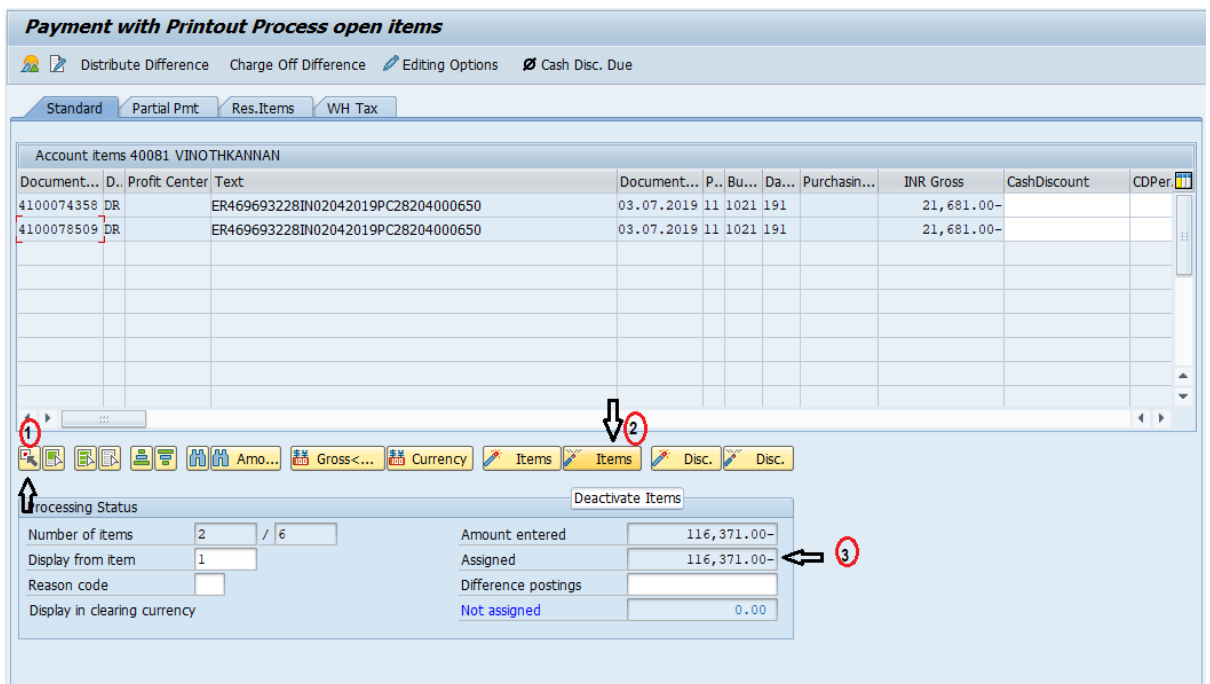 Payment with Printout Process open items
Distribute Difference Charge Off Difference Editing Options Cash Disc. Due
Standard Partial Pmt Res.Items WH Tax
Account items 40081 VINOTHKANNAN
Document... D.. Profit Center Text Document... P.. Bu... Da... Purchasin... INR Gross CashDiscount CDPer.
4100074358 DR ER469693228IN02042019PC28204000650 03.07.2019 11 1021 191 21,681.00-
4100078509 DR ER469693228IN02042019PC28204000650 03.07.2019 11 1021 191 21,681.00-
1 2
Amo... Gross<... Currency Items Items Disc. Disc.
Deactivate Items
Processing Status
Number of items 2 / 6 Amount entered 116,371.00-
Display from item 1 Assigned 116,371.00- 3
Reason code Difference postings
Display in clearing currency Not assigned 0.00